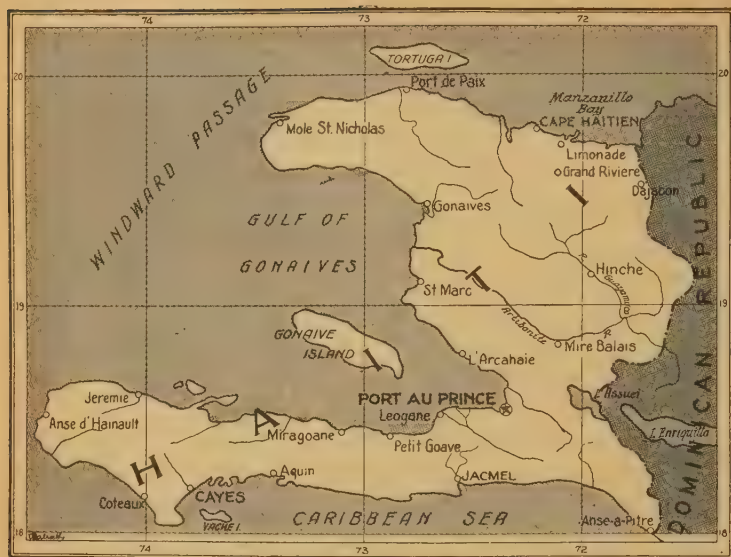 74
73
72
TORTUGA I
20
20
Port de Paix
Manzanillo
Bay
CAPE HAITIEN
WINDWARD PASSAGE
Mole St. Nicholas
Limonade
Grand Riviere
Dajabon
Gonaives
GULF OF
GONAIVES
HAITI
Hinche
Guayamou
R
St Marc
19
19
Artibonite
R
GONAIVE
ISLAND
L'Arcahaie
Mire Balais
DOMINICAN REPUBLIC
Jeremie
PORT AU PRINCE
Anse d'Hainault
Leogane
L. Enriquilla
Miragoane
Petit Goave
Aquin
JACMEL
CAYES
Coteaux
VACHE I.
CARIBBEAN SEA
Anse-a-Pitre
18
18
74
73
72